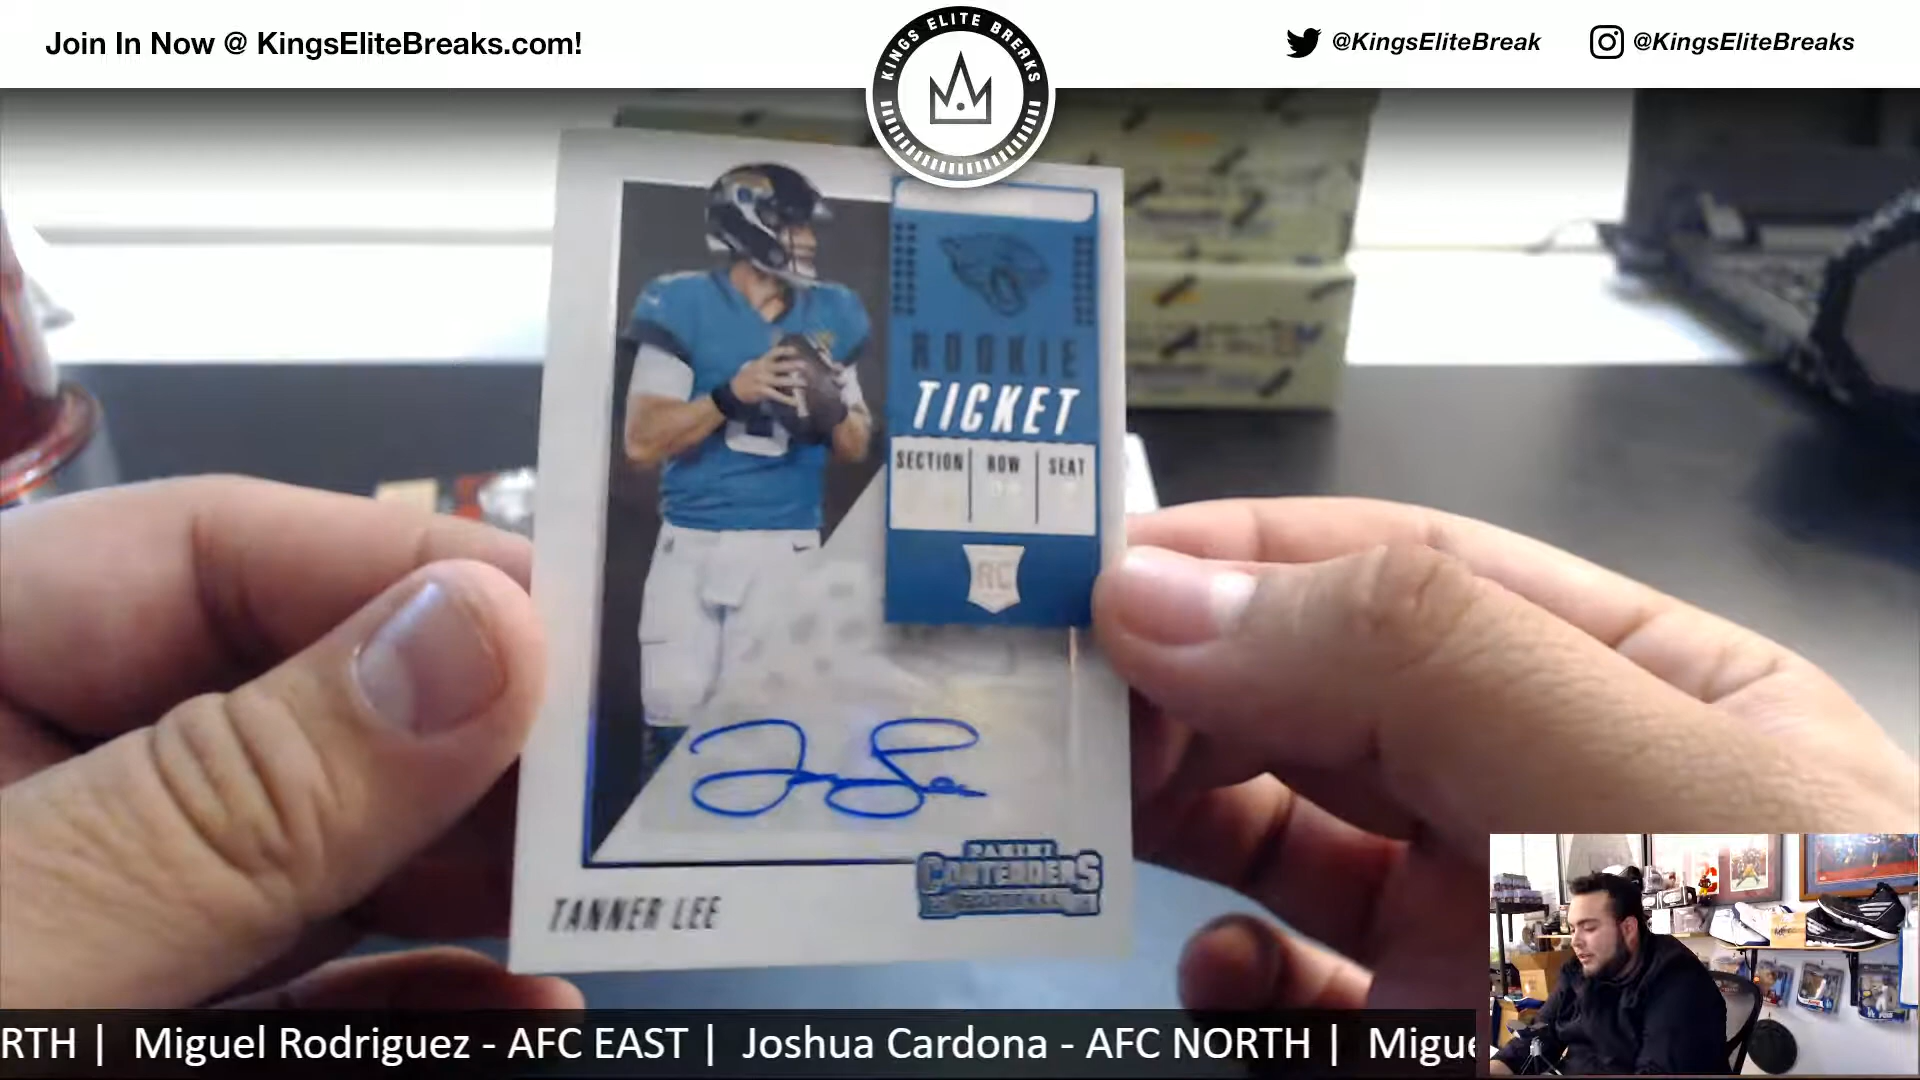 Join In Now @ KingsEliteBreaks.com!
KINGS ELITE BREAKS
@KingsEliteBreak
@KingsEliteBreaks
ROOKIE
TICKET
SECTION ROW SEAT
RC
PANINI
CONTENDERS
FOOTBALL
TANNER LEE
RTH | Miguel Rodriguez - AFC EAST | Joshua Cardona - AFC NORTH | Migue